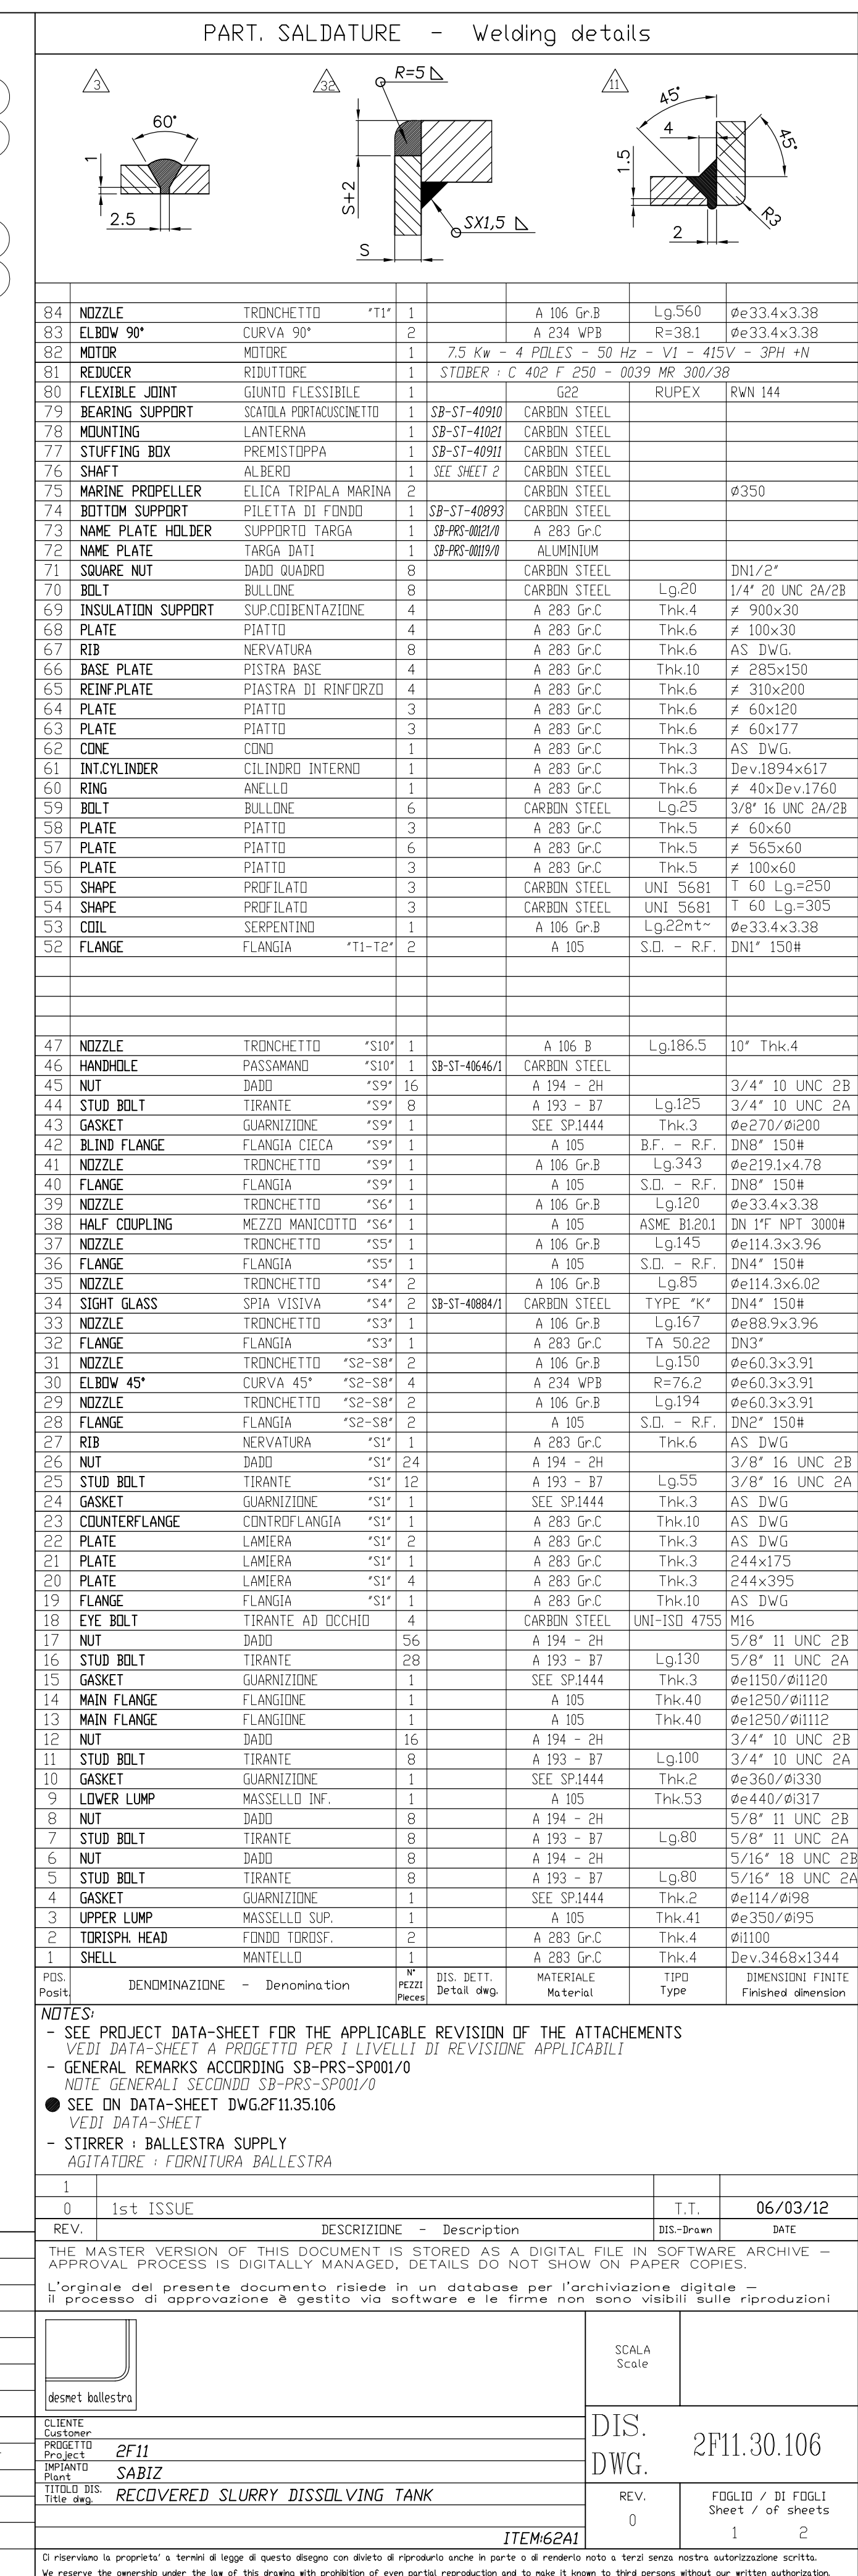 PART. SALDATURE - Welding details
3 32 11
60° 1 2.5
R=5 S+2 SX1,5 S
45° 4 45° 1.5 2 R3
84 NOZZLE TRONCHETTO "T1" 1 A 106 Gr.B Lg.560 Øe33.4x3.38
83 ELBOW 90° CURVA 90° 2 A 234 WPB R=38.1 Øe33.4x3.38
82 MOTOR MOTORE 1 7.5 Kw - 4 POLES - 50 Hz - V1 - 415V - 3PH +N
81 REDUCER RIDUTTORE 1 STOBER : C 402 F 250 - 0039 MR 300/38
80 FLEXIBLE JOINT GIUNTO FLESSIBILE 1 G22 RUPEX RWN 144
79 BEARING SUPPORT SCATOLA PORTACUSCINETTO 1 SB-ST-40910 CARBON STEEL
78 MOUNTING LANTERNA 1 SB-ST-41021 CARBON STEEL
77 STUFFING BOX PREMISTOPPA 1 SB-ST-40911 CARBON STEEL
76 SHAFT ALBERO 1 SEE SHEET 2 CARBON STEEL
75 MARINE PROPELLER ELICA TRIPALA MARINA 2 CARBON STEEL Ø350
74 BOTTOM SUPPORT PILETTA DI FONDO 1 SB-ST-40893 CARBON STEEL
73 NAME PLATE HOLDER SUPPORTO TARGA 1 SB-PRS-00121/0 A 283 Gr.C
72 NAME PLATE TARGA DATI 1 SB-PRS-00119/0 ALUMINIUM
71 SQUARE NUT DADO QUADRO 8 CARBON STEEL DN1/2"
70 BOLT BULLONE 8 CARBON STEEL Lg.20 1/4" 20 UNC 2A/2B
69 INSULATION SUPPORT SUP.COIBENTAZIONE 4 A 283 Gr.C Thk.4 ≠ 900x30
68 PLATE PIATTO 4 A 283 Gr.C Thk.6 ≠ 100x30
67 RIB NERVATURA 8 A 283 Gr.C Thk.6 AS DWG.
66 BASE PLATE PISTRA BASE 4 A 283 Gr.C Thk.10 ≠ 285x150
65 REINF.PLATE PIASTRA DI RINFORZO 4 A 283 Gr.C Thk.6 ≠ 310x200
64 PLATE PIATTO 3 A 283 Gr.C Thk.6 ≠ 60x120
63 PLATE PIATTO 3 A 283 Gr.C Thk.6 ≠ 60x177
62 CONE CONO 1 A 283 Gr.C Thk.3 AS DWG.
61 INT.CYLINDER CILINDRO INTERNO 1 A 283 Gr.C Thk.3 Dev.1894x617
60 RING ANELLO 1 A 283 Gr.C Thk.6 ≠ 40xDev.1760
59 BOLT BULLONE 6 CARBON STEEL Lg.25 3/8" 16 UNC 2A/2B
58 PLATE PIATTO 3 A 283 Gr.C Thk.5 ≠ 60x60
57 PLATE PIATTO 6 A 283 Gr.C Thk.5 ≠ 565x60
56 PLATE PIATTO 3 A 283 Gr.C Thk.5 ≠ 100x60
55 SHAPE PROFILATO 3 CARBON STEEL UNI 5681 T 60 Lg.=250
54 SHAPE PROFILATO 3 CARBON STEEL UNI 5681 T 60 Lg.=305
53 COIL SERPENTINO 1 A 106 Gr.B Lg.22mt~ Øe33.4x3.38
52 FLANGE FLANGIA "T1-T2" 2 A 105 S.O. - R.F. DN1" 150#
47 NOZZLE TRONCHETTO "S10" 1 A 106 B Lg.186.5 10" Thk.4
46 HANDHOLE PASSAMANO "S10" 1 SB-ST-40646/1 CARBON STEEL
45 NUT DADO "S9" 16 A 194 - 2H 3/4" 10 UNC 2B
44 STUD BOLT TIRANTE "S9" 8 A 193 - B7 Lg.125 3/4" 10 UNC 2A
43 GASKET GUARNIZIONE "S9" 1 SEE SP.1444 Thk.3 Øe270/Øi200
42 BLIND FLANGE FLANGIA CIECA "S9" 1 A 105 B.F. - R.F. DN8" 150#
41 NOZZLE TRONCHETTO "S9" 1 A 106 Gr.B Lg.343 Øe219.1x4.78
40 FLANGE FLANGIA "S9" 1 A 105 S.O. - R.F. DN8" 150#
39 NOZZLE TRONCHETTO "S6" 1 A 106 Gr.B Lg.120 Øe33.4x3.38
38 HALF COUPLING MEZZO MANICOTTO "S6" 1 A 105 ASME B1.20.1 DN 1"F NPT 3000#
37 NOZZLE TRONCHETTO "S5" 1 A 106 Gr.B Lg.145 Øe114.3x3.96
36 FLANGE FLANGIA "S5" 1 A 105 S.O. - R.F. DN4" 150#
35 NOZZLE TRONCHETTO "S4" 2 A 106 Gr.B Lg.85 Øe114.3x6.02
34 SIGHT GLASS SPIA VISIVA "S4" 2 SB-ST-40884/1 CARBON STEEL TYPE "K" DN4" 150#
33 NOZZLE TRONCHETTO "S3" 1 A 106 Gr.B Lg.167 Øe88.9x3.96
32 FLANGE FLANGIA "S3" 1 A 283 Gr.C TA 50.22 DN3"
31 NOZZLE TRONCHETTO "S2-S8" 2 A 106 Gr.B Lg.150 Øe60.3x3.91
30 ELBOW 45° CURVA 45° "S2-S8" 4 A 234 WPB R=76.2 Øe60.3x3.91
29 NOZZLE TRONCHETTO "S2-S8" 2 A 106 Gr.B Lg.194 Øe60.3x3.91
28 FLANGE FLANGIA "S2-S8" 2 A 105 S.O. - R.F. DN2" 150#
27 RIB NERVATURA "S1" 1 A 283 Gr.C Thk.6 AS DWG
26 NUT DADO "S1" 24 A 194 - 2H 3/8" 16 UNC 2B
25 STUD BOLT TIRANTE "S1" 12 A 193 - B7 Lg.55 3/8" 16 UNC 2A
24 GASKET GUARNIZIONE "S1" 1 SEE SP.1444 Thk.3 AS DWG
23 COUNTERFLANGE CONTROFLANGIA "S1" 1 A 283 Gr.C Thk.10 AS DWG
22 PLATE LAMIERA "S1" 2 A 283 Gr.C Thk.3 AS DWG
21 PLATE LAMIERA "S1" 1 A 283 Gr.C Thk.3 244x175
20 PLATE LAMIERA "S1" 4 A 283 Gr.C Thk.3 244x395
19 FLANGE FLANGIA "S1" 1 A 283 Gr.C Thk.10 AS DWG
18 EYE BOLT TIRANTE AD OCCHIO 4 CARBON STEEL UNI-ISO 4755 M16
17 NUT DADO 56 A 194 - 2H 5/8" 11 UNC 2B
16 STUD BOLT TIRANTE 28 A 193 - B7 Lg.130 5/8" 11 UNC 2A
15 GASKET GUARNIZIONE 1 SEE SP.1444 Thk.3 Øe1150/Øi1120
14 MAIN FLANGE FLANGIONE 1 A 105 Thk.40 Øe1250/Øi1112
13 MAIN FLANGE FLANGIONE 1 A 105 Thk.40 Øe1250/Øi1112
12 NUT DADO 16 A 194 - 2H 3/4" 10 UNC 2B
11 STUD BOLT TIRANTE 8 A 193 - B7 Lg.100 3/4" 10 UNC 2A
10 GASKET GUARNIZIONE 1 SEE SP.1444 Thk.2 Øe360/Øi330
9 LOWER LUMP MASSELLO INF. 1 A 105 Thk.53 Øe440/Øi317
8 NUT DADO 8 A 194 - 2H 5/8" 11 UNC 2B
7 STUD BOLT TIRANTE 8 A 193 - B7 Lg.80 5/8" 11 UNC 2A
6 NUT DADO 8 A 194 - 2H 5/16" 18 UNC 2B
5 STUD BOLT TIRANTE 8 A 193 - B7 Lg.80 5/16" 18 UNC 2A
4 GASKET GUARNIZIONE 1 SEE SP.1444 Thk.2 Øe114/Øi98
3 UPPER LUMP MASSELLO SUP. 1 A 105 Thk.41 Øe350/Øi95
2 TORISPH. HEAD FONDO TOROSF. 2 A 283 Gr.C Thk.4 Øi1100
1 SHELL MANTELLO 1 A 283 Gr.C Thk.4 Dev.3468x1344
POS. Posit. DENOMINAZIONE - Denomination N° PEZZI Pieces DIS. DETT. Detail dwg. MATERIALE Material TIPO Type DIMENSIONI FINITE Finished dimension
NOTES:
- SEE PROJECT DATA-SHEET FOR THE APPLICABLE REVISION OF THE ATTACHEMENTS
VEDI DATA-SHEET A PROGETTO PER I LIVELLI DI REVISIONE APPLICABILI
- GENERAL REMARKS ACCORDING SB-PRS-SP001/0
NOTE GENERALI SECONDO SB-PRS-SP001/0
● SEE ON DATA-SHEET DWG.2F11.35.106
VEDI DATA-SHEET
- STIRRER : BALLESTRA SUPPLY
AGITATORE : FORNITURA BALLESTRA
1
0 1st ISSUE T.T. 06/03/12
REV. DESCRIZIONE - Description DIS.-Drawn DATE
THE MASTER VERSION OF THIS DOCUMENT IS STORED AS A DIGITAL FILE IN SOFTWARE ARCHIVE -
APPROVAL PROCESS IS DIGITALLY MANAGED, DETAILS DO NOT SHOW ON PAPER COPIES.
L'orginale del presente documento risiede in un database per l'archiviazione digitale -
il processo di approvazione è gestito via software e le firme non sono visibili sulle riproduzioni
desmet ballestra
SCALA
Scale
CLIENTE
Customer
PROGETTO
Project 2F11
IMPIANTO
Plant SABIZ
TITOLO DIS.
Title dwg. RECOVERED SLURRY DISSOLVING TANK
ITEM:62A1
DIS.
DWG. 2F11.30.106
REV.
0
FOGLIO / DI FOGLI
Sheet / of sheets
1 2
Ci riserviamo la proprieta' a termini di legge di questo disegno con divieto di riprodurlo anche in parte o di renderlo noto a terzi senza nostra autorizzazione scritta.
We reserve the ownership under the law of this drawing with prohibition of even partial reproduction and to make it known to third persons without our written authorization.